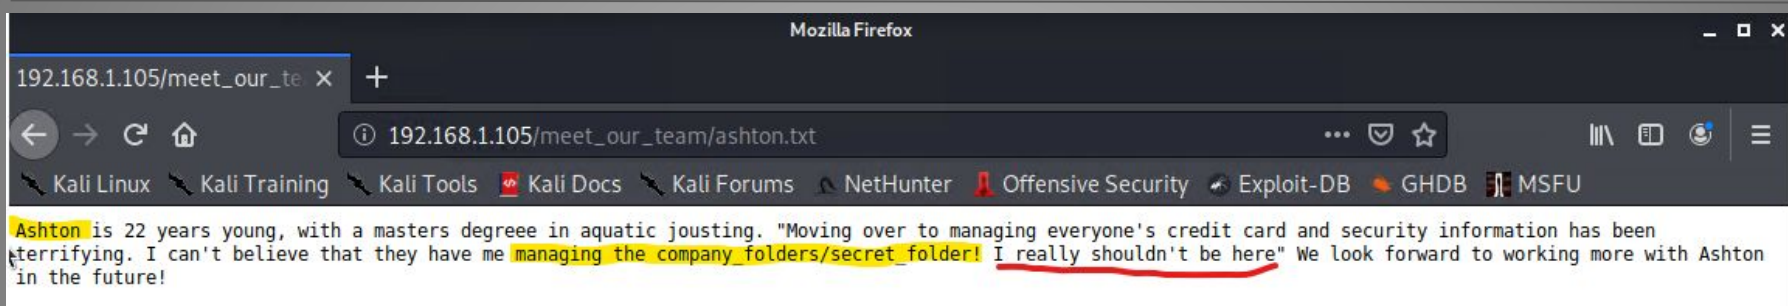 Mozilla Firefox
192.168.1.105/meet_our_te
192.168.1.105/meet_our_team/ashton.txt
Kali Linux Kali Training Kali Tools Kali Docs Kali Forums NetHunter Offensive Security Exploit-DB GHDB MSFU
Ashton is 22 years young, with a masters degreee in aquatic jousting. "Moving over to managing everyone's credit card and security information has been
terrifying. I can't believe that they have me managing the company_folders/secret_folder! I really shouldn't be here" We look forward to working more with Ashton
in the future!